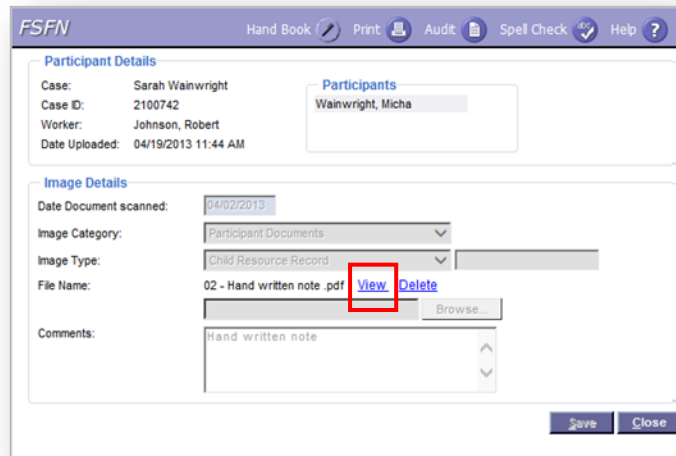 FSFN
Hand Book Print Audit Spell Check abc Help ?
Participant Details
Case: Sarah Wainwright
Case ID: 2100742
Worker: Johnson, Robert
Date Uploaded: 04/19/2013 11:44 AM
Participants
Wainwright, Micha
Image Details
Date Document scanned: 04/02/2013
Image Category: Participant Documents
Image Type: Child Resource Record
File Name: 02 - Hand written note .pdf View Delete
Browse...
Comments: Hand written note
Save Close